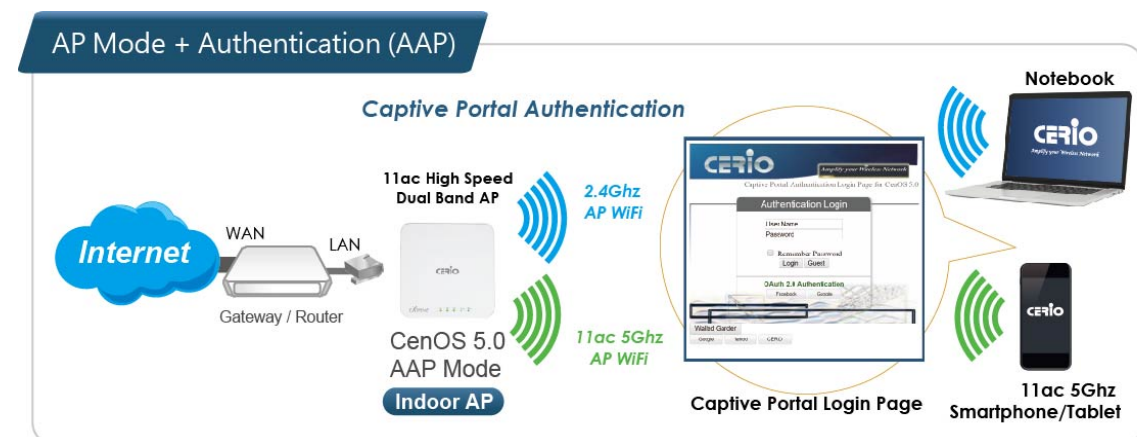 AP Mode + Authentication (AAP)
Captive Portal Authentication
Internet
WAN
LAN
Gateway / Router
11ac High Speed
Dual Band AP
CERIO
CenOS 5.0
AAP Mode
Indoor AP
2.4Ghz
AP WiFi
11ac 5Ghz
AP WiFi
CERIO
Amplify your Wireless Network
Captive Portal Authentication Login Page for CenOS 5.0
Authentication Login
User Name
Password
Remember Password
Login Guest
OAuth 2.0 Authentication
Facebook Google
Walled Garder
Google
CERIO
Captive Portal Login Page
Notebook
CERIO
Amplify your Wireless Network
CERIO
11ac 5Ghz
Smartphone/Tablet